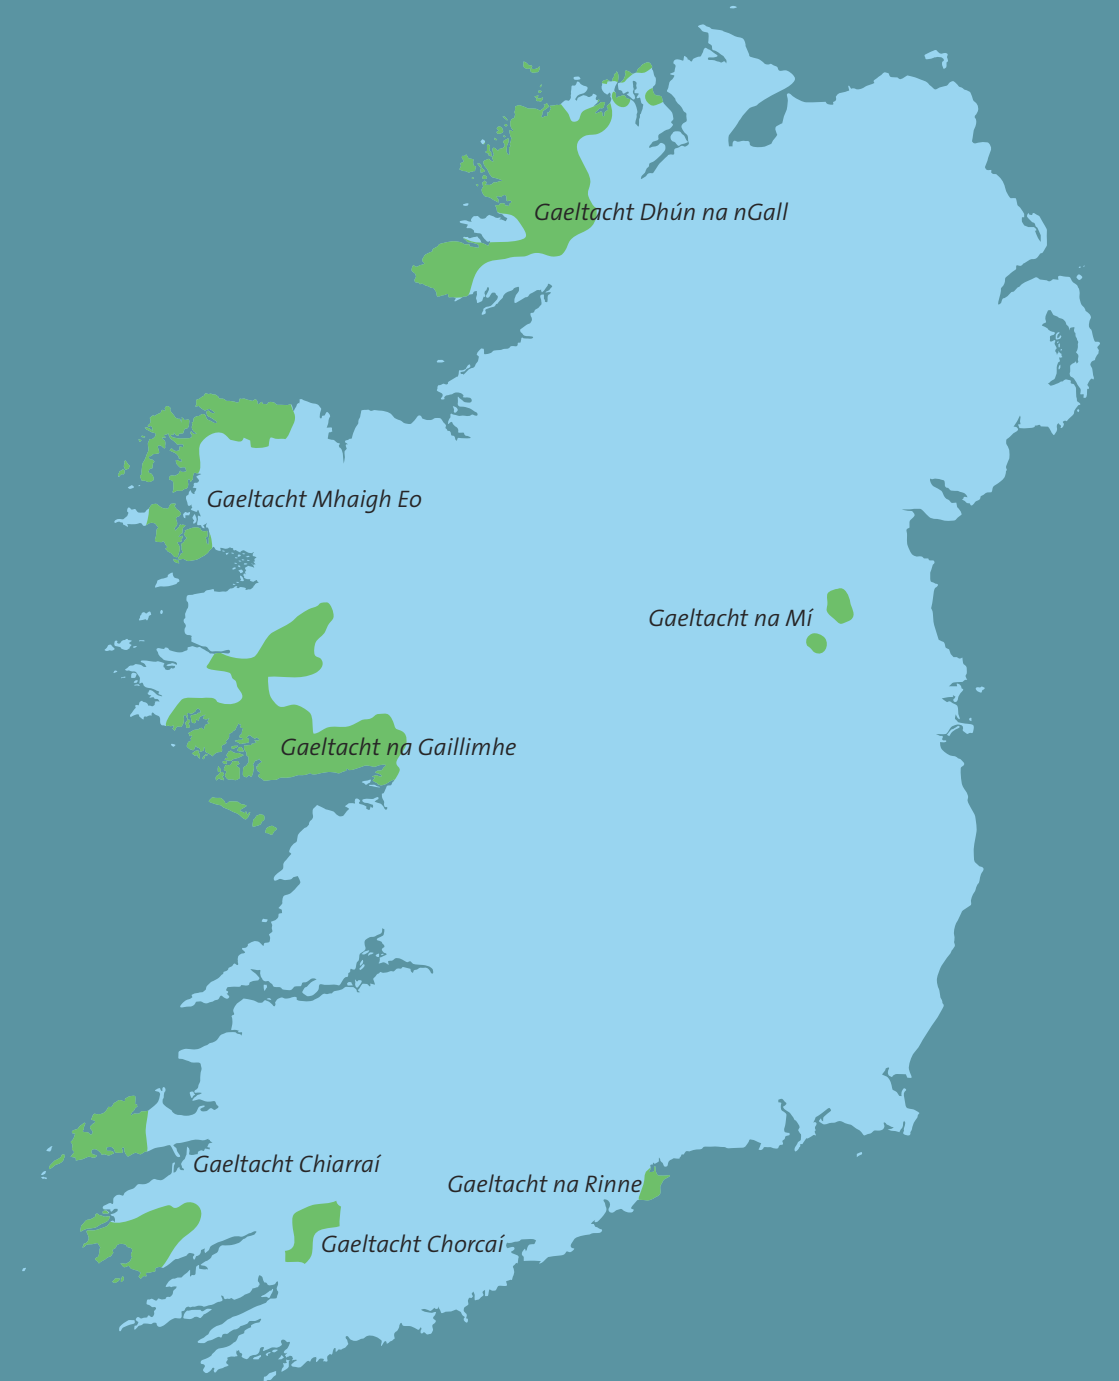 Gaeltacht Dhún na nGall
Gaeltacht Mhaigh Eo
Gaeltacht na Mí
Gaeltacht na Gaillimhe
Gaeltacht Chiarraí
Gaeltacht na Rinne
Gaeltacht Chorcaí